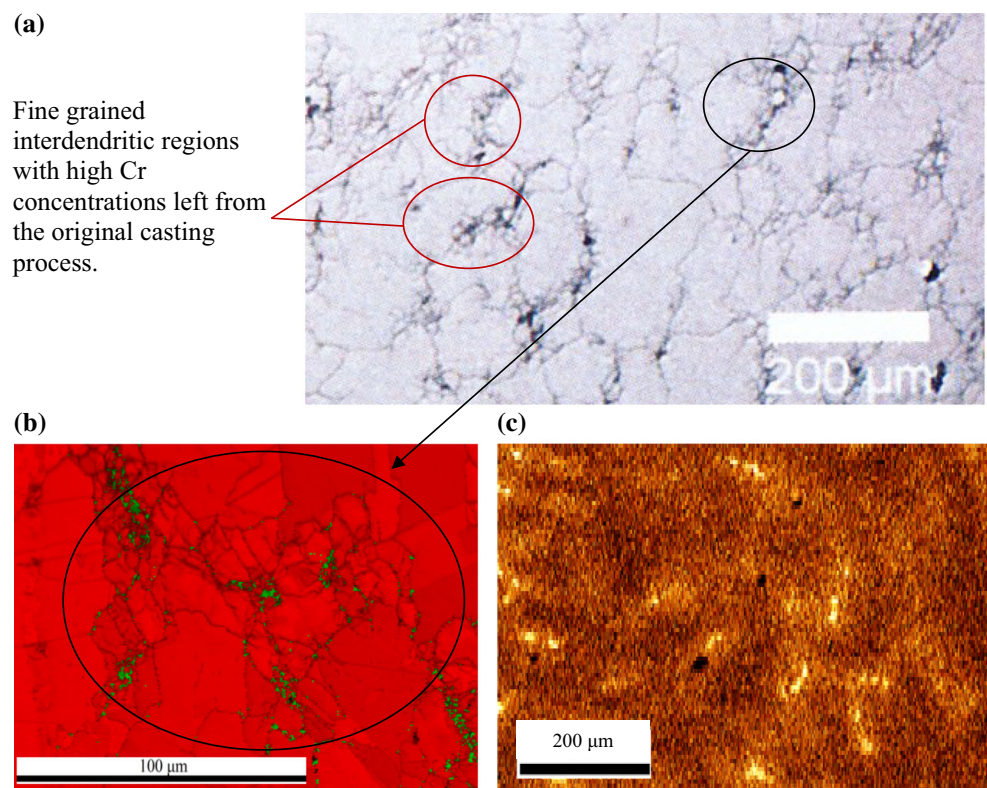 (a)
Fine grained
interdendritic regions
with high Cr
concentrations left from
the original casting
process.
200 µm
(b)
(c)
100 µm
200 µm